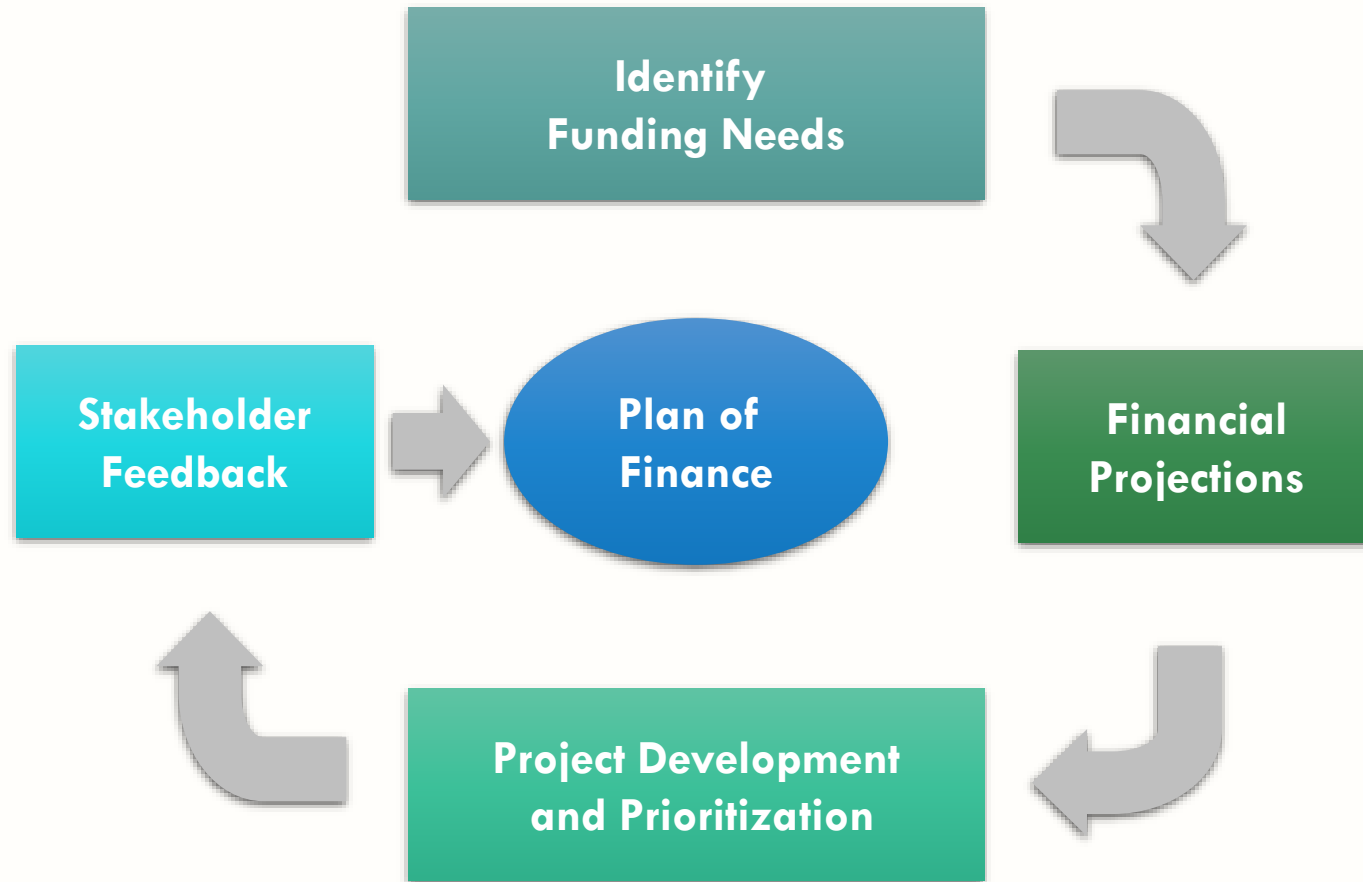 Identify
Funding Needs
Stakeholder
Feedback
Plan of
Finance
Financial
Projections
Project Development
and Prioritization